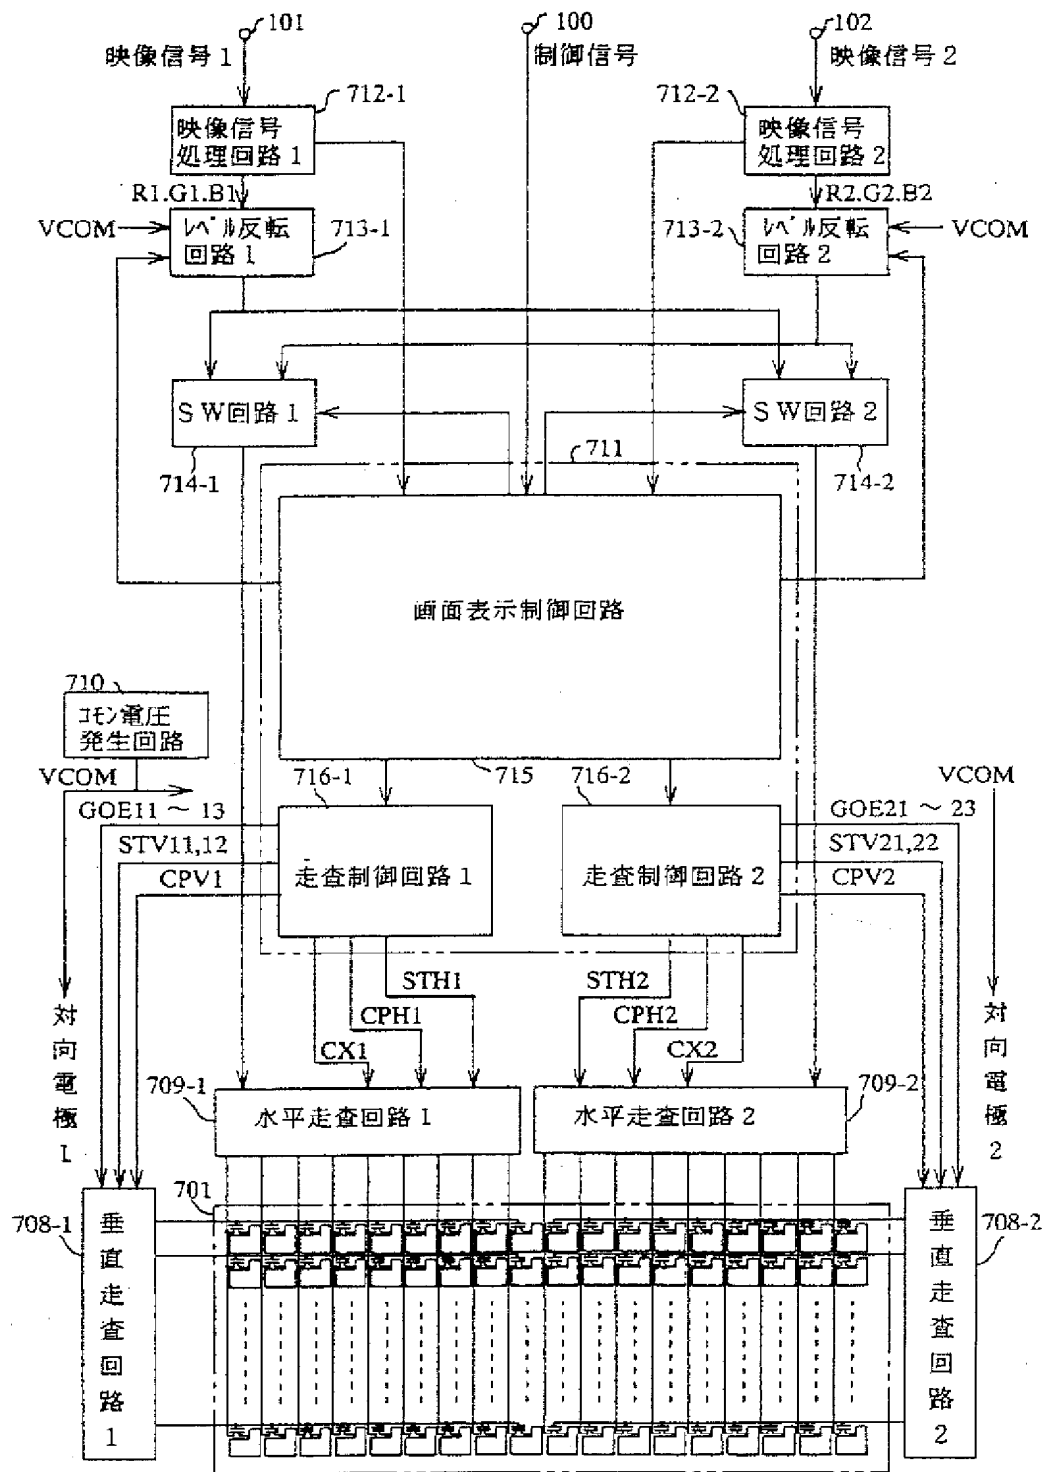 101
100
102
映像信号1
制御信号
映像信号2
712-1
712-2
映像信号
処理回路1
映像信号
処理回路2
R1.G1.B1
R2.G2.B2
VCOM
ﾚﾍﾞﾙ反転
回路1
713-1
713-2
ﾚﾍﾞﾙ反転
回路2
VCOM
SW回路1
SW回路2
714-1
711
714-2
画面表示制御回路
710
ｺﾓﾝ電圧
発生回路
VCOM
716-1
715
716-2
VCOM
GOE11 ～ 13
GOE21 ～ 23
STV11,12
STV21,22
CPV1
走査制御回路1
走査制御回路2
CPV2
STH1
STH2
CPH1
CPH2
CX1
CX2
対向電極1
対向電極2
709-1
709-2
水平走査回路1
水平走査回路2
701
708-1
垂直走査回路1
垂直走査回路2
708-2